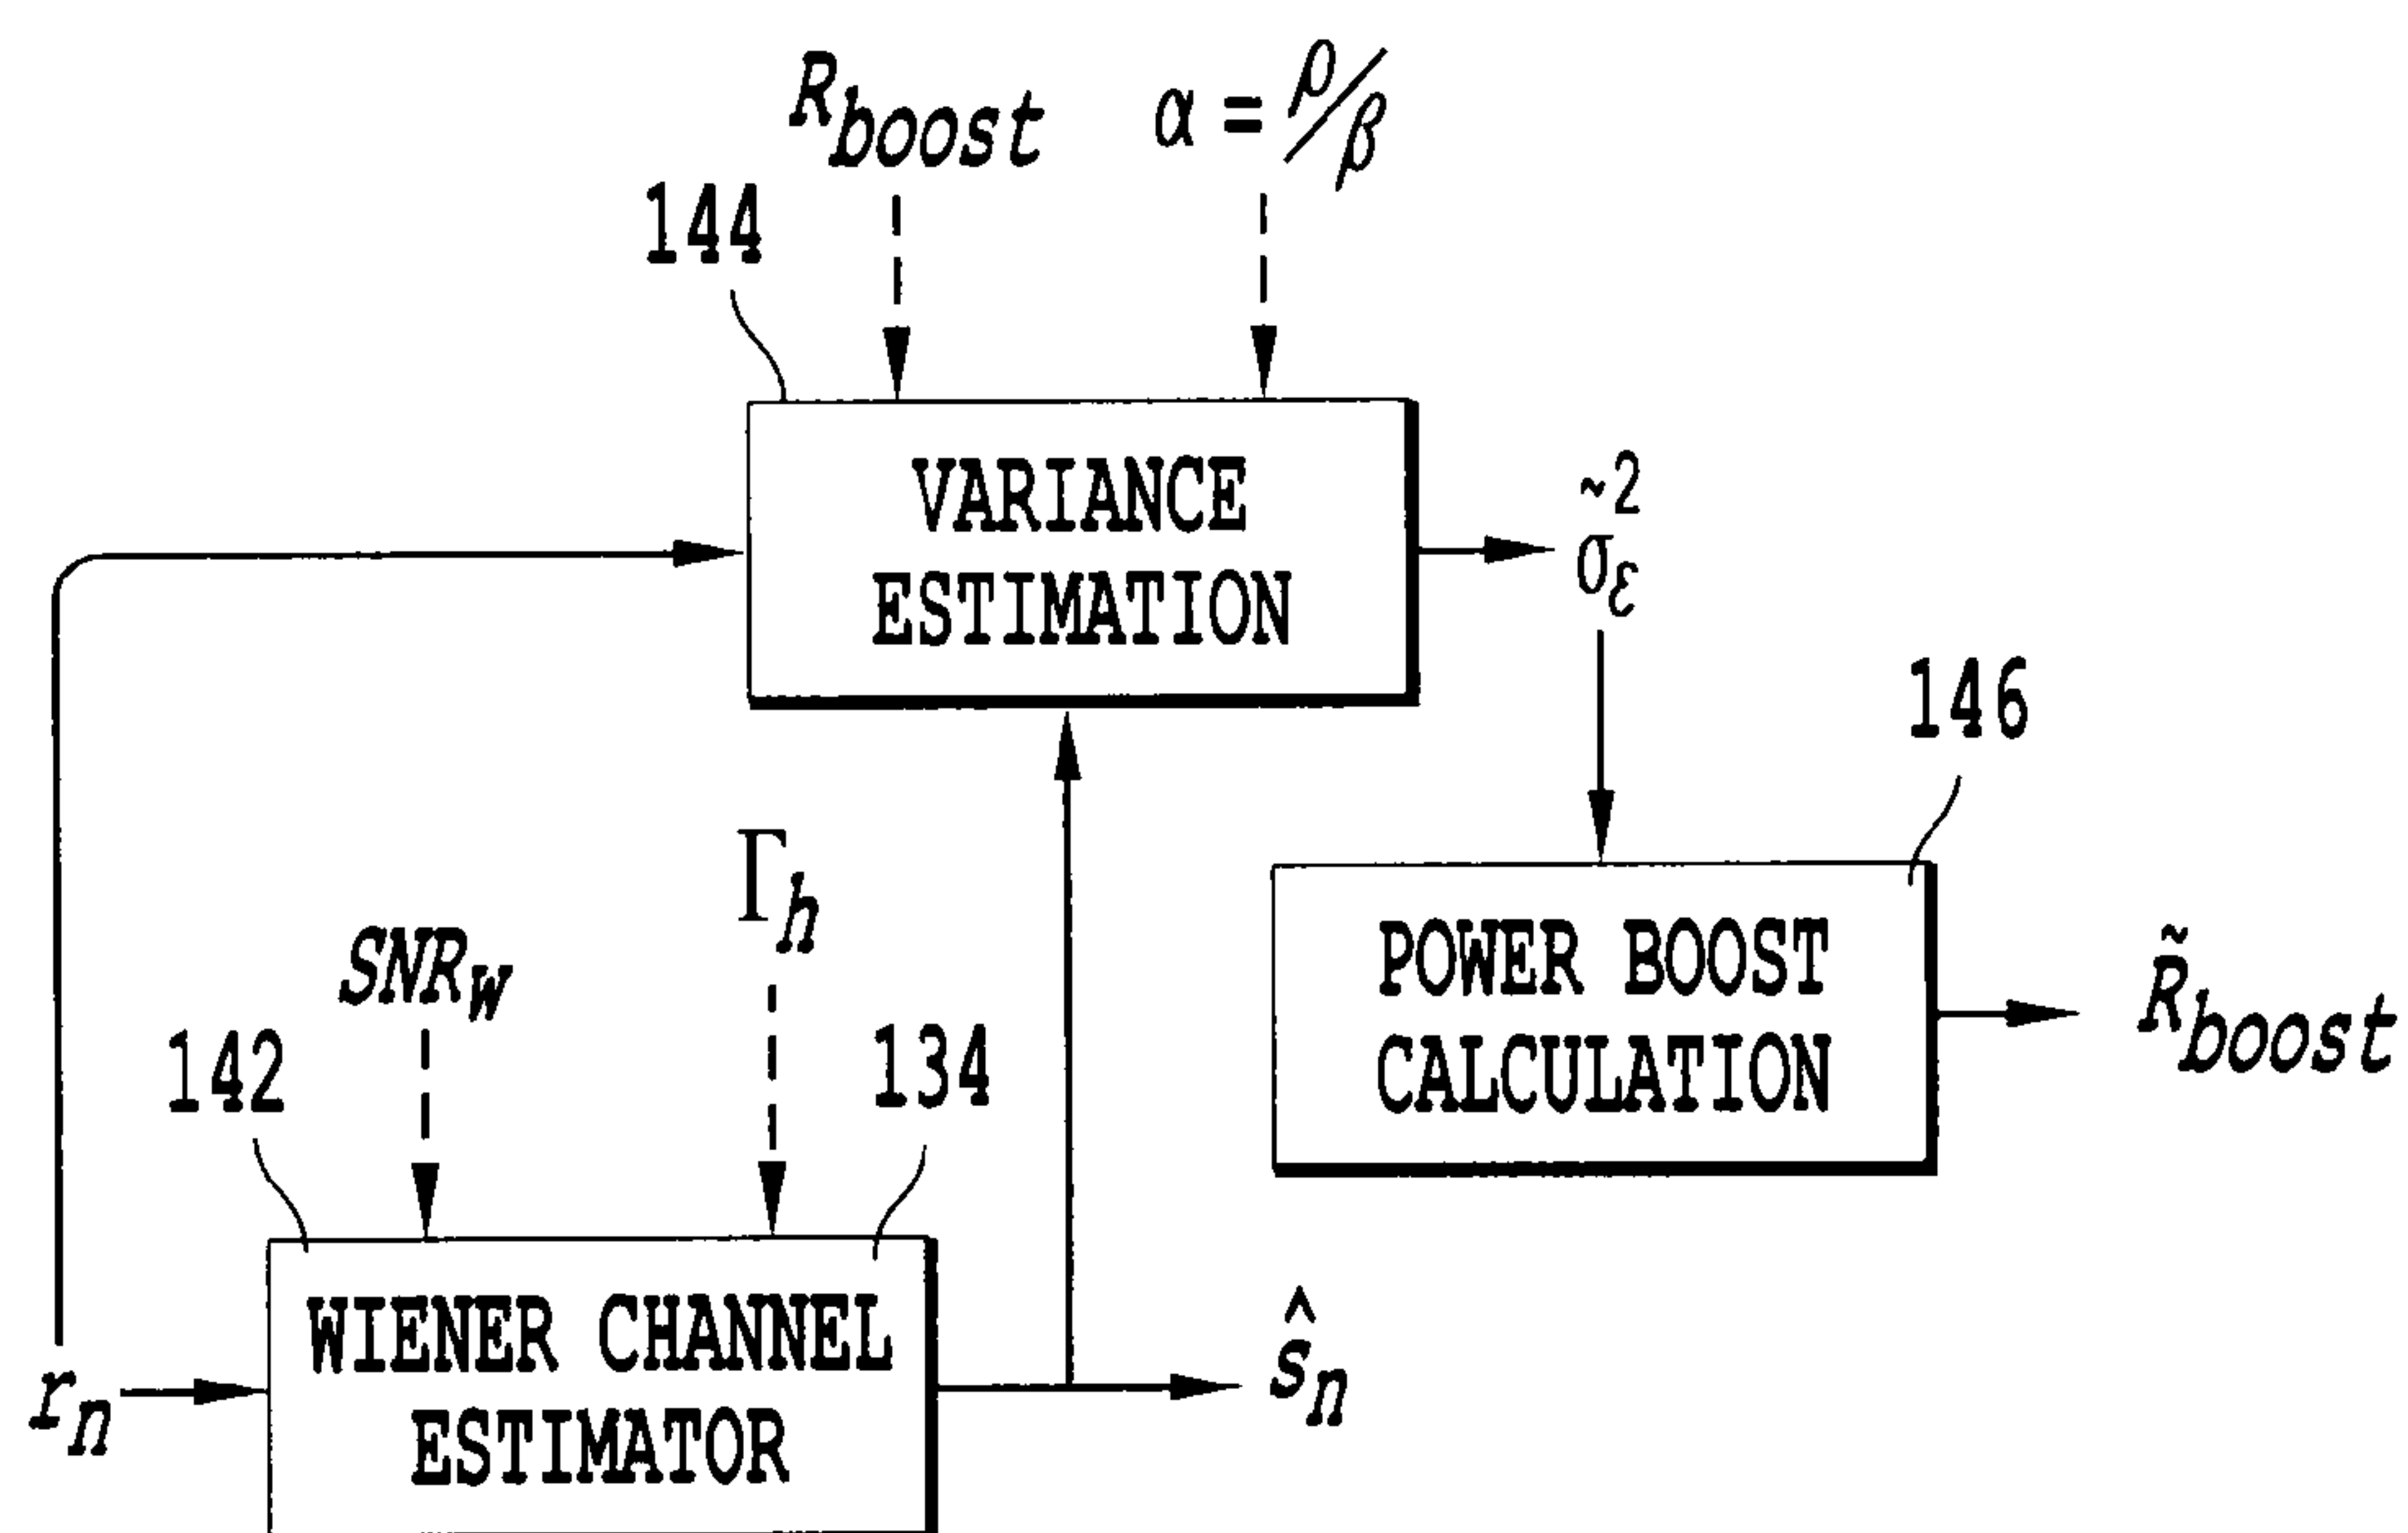 R_boost α = ρ/β
144
VARIANCE
ESTIMATION
σ̃_ε^2
146
Γ_h
SNR_W
142
134
POWER BOOST
CALCULATION
R̃_boost
WIENER CHANNEL
ESTIMATOR
r_n
ŝ_n